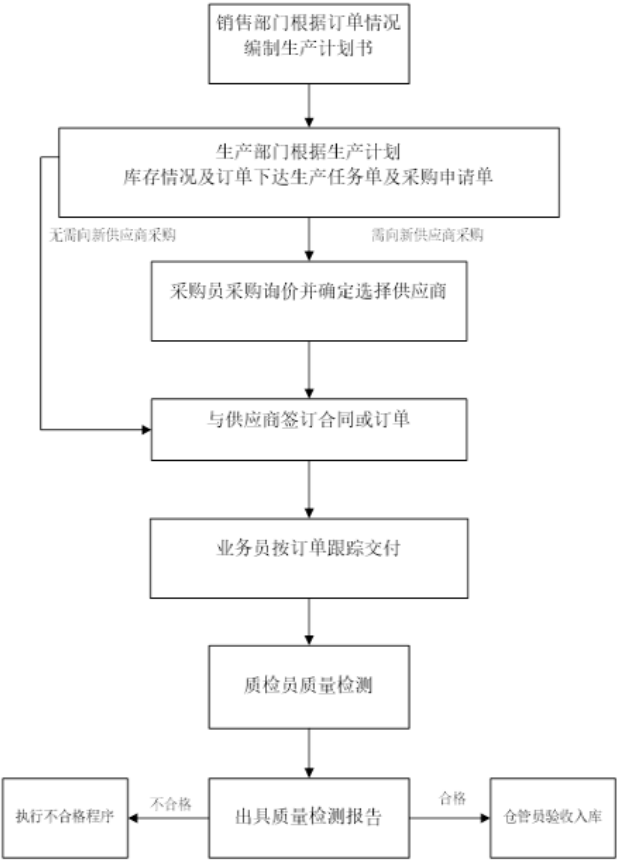 销售部门根据订单情况
编制生产计划书
生产部门根据生产计划
库存情况及订单下达生产任务单及采购申请单
无需向新供应商采购
需向新供应商采购
采购员采购询价并确定选择供应商
与供应商签订合同或订单
业务员按订单跟踪交付
质检员质量检测
执行不合格程序
不合格
出具质量检测报告
合格
仓管员验收入库